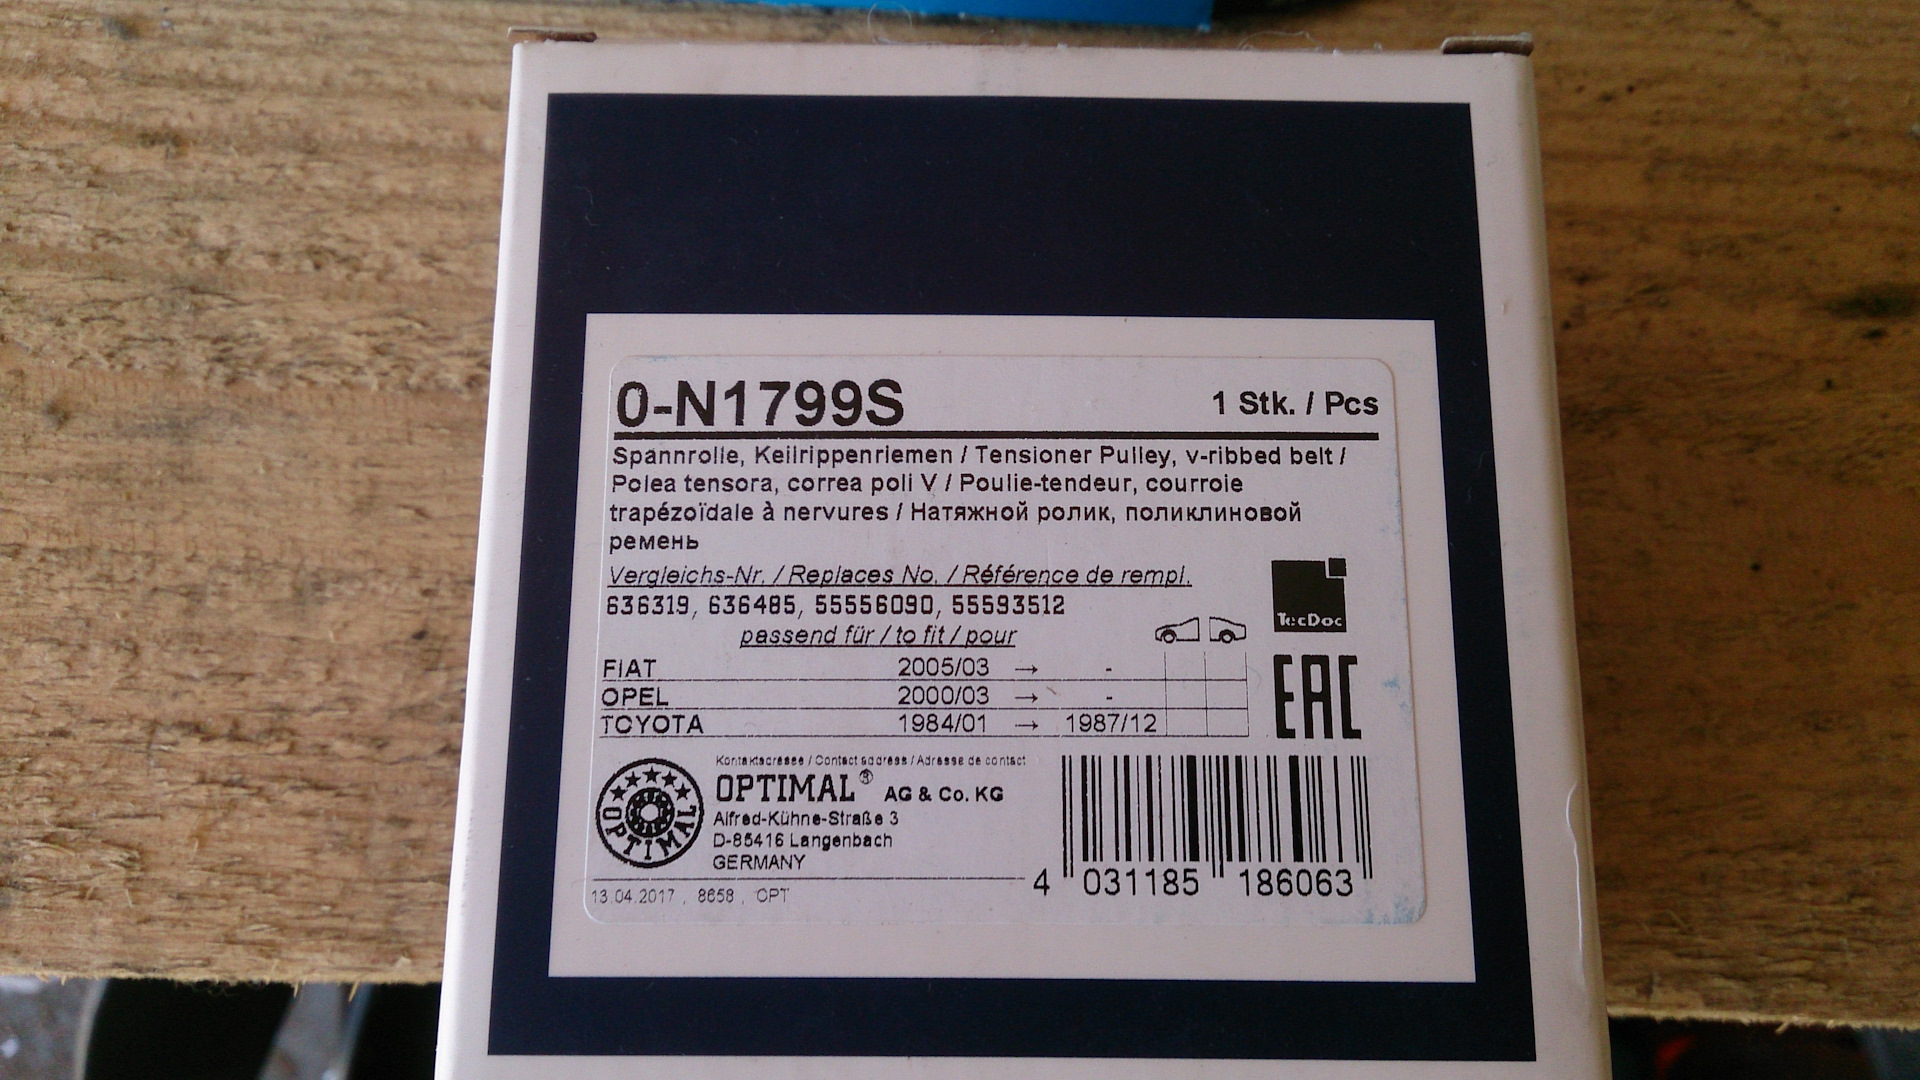 0-N1799S 1 Stk. / Pcs
Spannrolle, Keilrippenriemen / Tensioner Pulley, v-ribbed belt /
Polea tensora, correa poli V / Poulie-tendeur, courroie
trapézoïdale à nervures / Натяжной ролик, поликлиновой
ремень
Vergleichs-Nr. / Replaces No. / Référence de rempl.
636319, 636485, 55556090, 55593512
passend für / to fit / pour
TecDoc
FIAT 2005/03 → -
OPEL 2000/03 → -
TOYOTA 1984/01 → 1987/12
EAC
Kontaktadresse / Contact address / Adresse de contact
OPTIMAL® AG & Co. KG
Alfred-Kühne-Straße 3
D-85416 Langenbach
GERMANY
OPTIMAL
13.04.2017 , 8658 , OPT
4 031185 186063